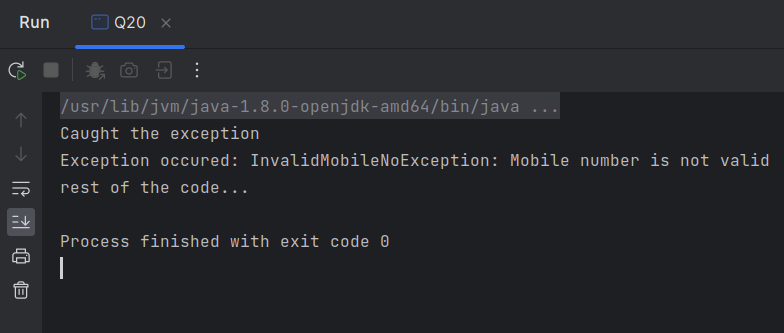 Run Q20
/usr/lib/jvm/java-1.8.0-openjdk-amd64/bin/java ...
Caught the exception
Exception occured: InvalidMobileNoException: Mobile number is not valid
rest of the code...
Process finished with exit code 0